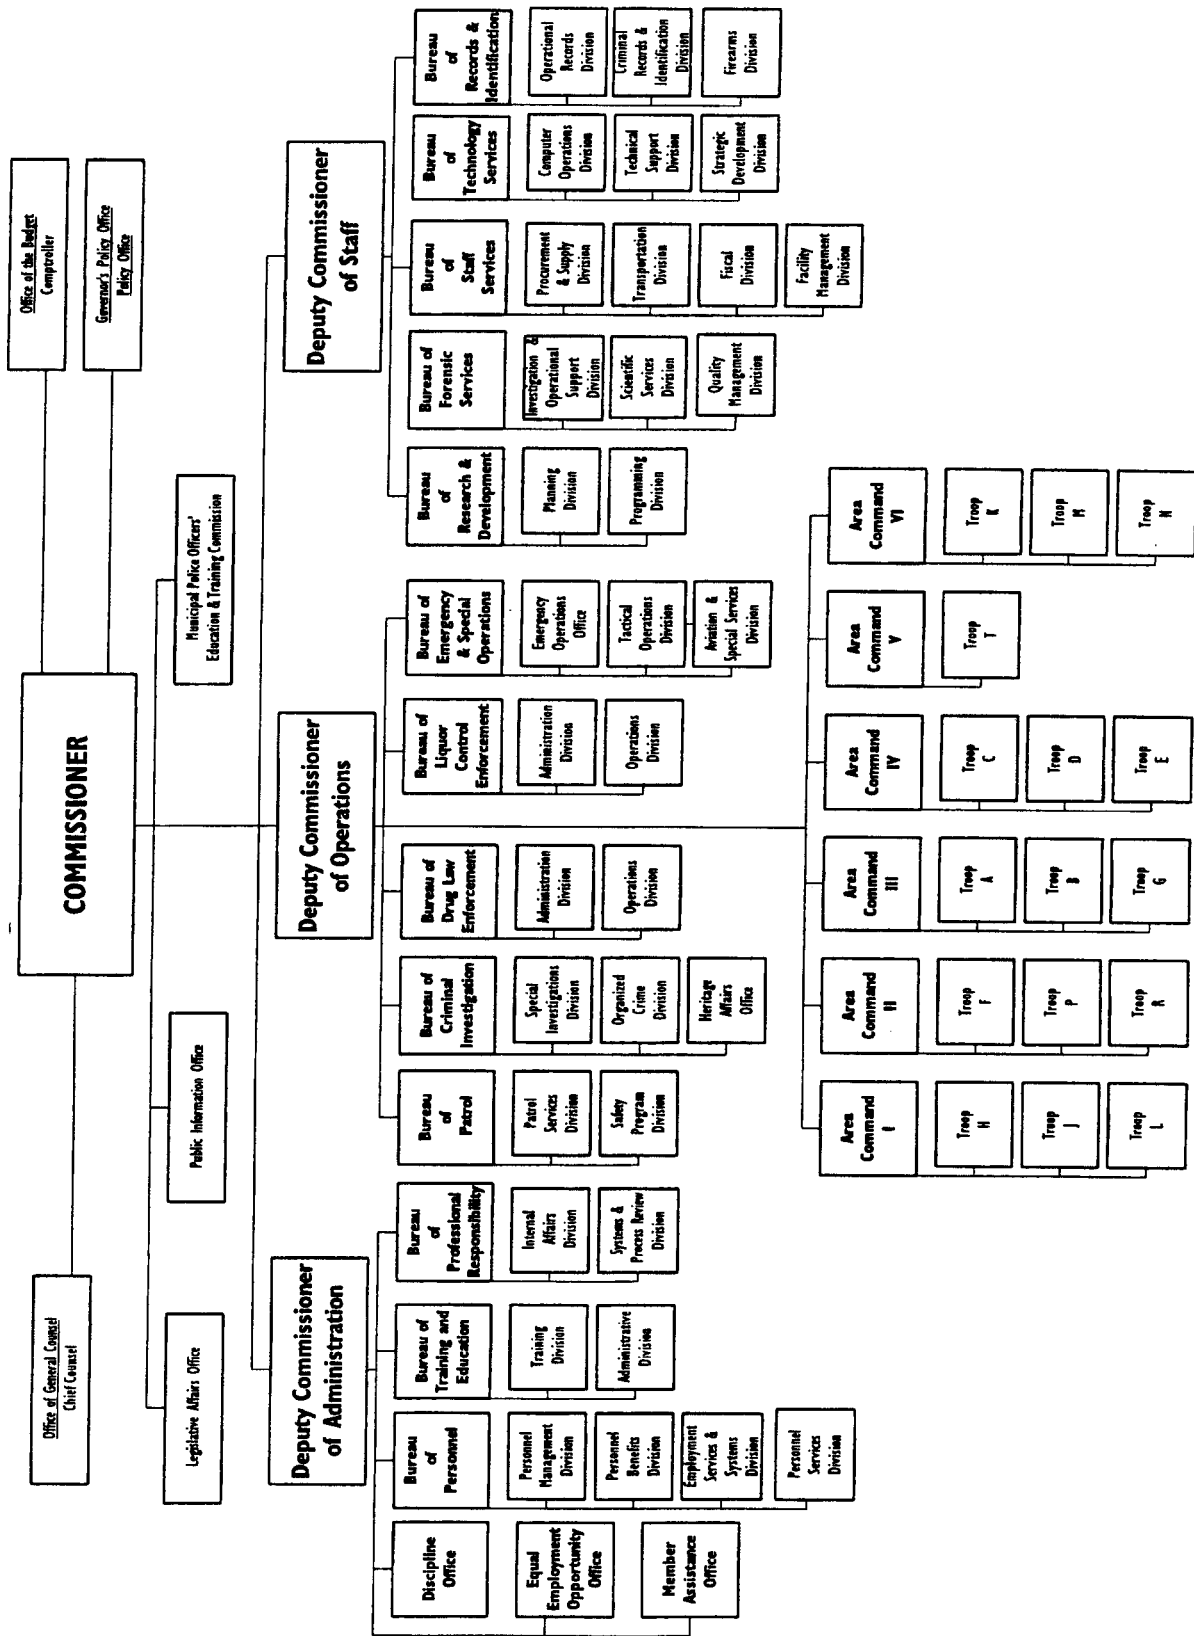 Office of General Counsel
Chief Counsel
COMMISSIONER
Office of the Budget
Comptroller
Governor's Policy Office
Policy Office
Legislative Affairs Office
Public Information Office
Municipal Police Officers'
Education & Training Commission
Deputy Commissioner
of Administration
Deputy Commissioner
of Operations
Deputy Commissioner
of Staff
Discipline
Office
Equal
Employment
Opportunity
Office
Member
Assistance
Office
Bureau
of
Personnel
Personnel
Management
Division
Personnel
Benefits
Division
Employment
Services &
Systems
Division
Personnel
Services
Division
Bureau of
Training and
Education
Training
Division
Administrative
Division
Bureau
of
Professional
Responsibility
Internal
Affairs
Division
Systems &
Process Review
Division
Bureau
of
Patrol
Patrol
Services
Division
Safety
Program
Division
Bureau of
Criminal
Investigation
Special
Investigations
Division
Organized
Crime
Division
Heritage
Affairs
Office
Bureau of
Drug Law
Enforcement
Administration
Division
Operations
Division
Bureau of
Liquor
Control
Enforcement
Administration
Division
Operations
Division
Bureau of
Emergency
& Special
Operations
Emergency
Operations
Office
Tactical
Operations
Division
Aviation &
Special Services
Division
Bureau
of
Research &
Development
Planning
Division
Programming
Division
Bureau of
Forensic
Services
Investigation &
Operational
Support
Division
Scientific
Services
Division
Quality
Management
Division
Bureau
of
Staff
Services
Procurement
& Supply
Division
Transportation
Division
Fiscal
Division
Facility
Management
Division
Bureau
of
Technology
Services
Computer
Operations
Division
Technical
Support
Division
Strategic
Development
Division
Bureau
of
Records &
Identification
Operational
Records
Division
Criminal
Records &
Identification
Division
Firearms
Division
Area
Command
I
Troop
H
Troop
J
Troop
L
Area
Command
II
Troop
F
Troop
P
Troop
R
Area
Command
III
Troop
A
Troop
B
Troop
G
Area
Command
IV
Troop
C
Troop
D
Troop
E
Area
Command
V
Troop
T
Area
Command
VI
Troop
K
Troop
M
Troop
N